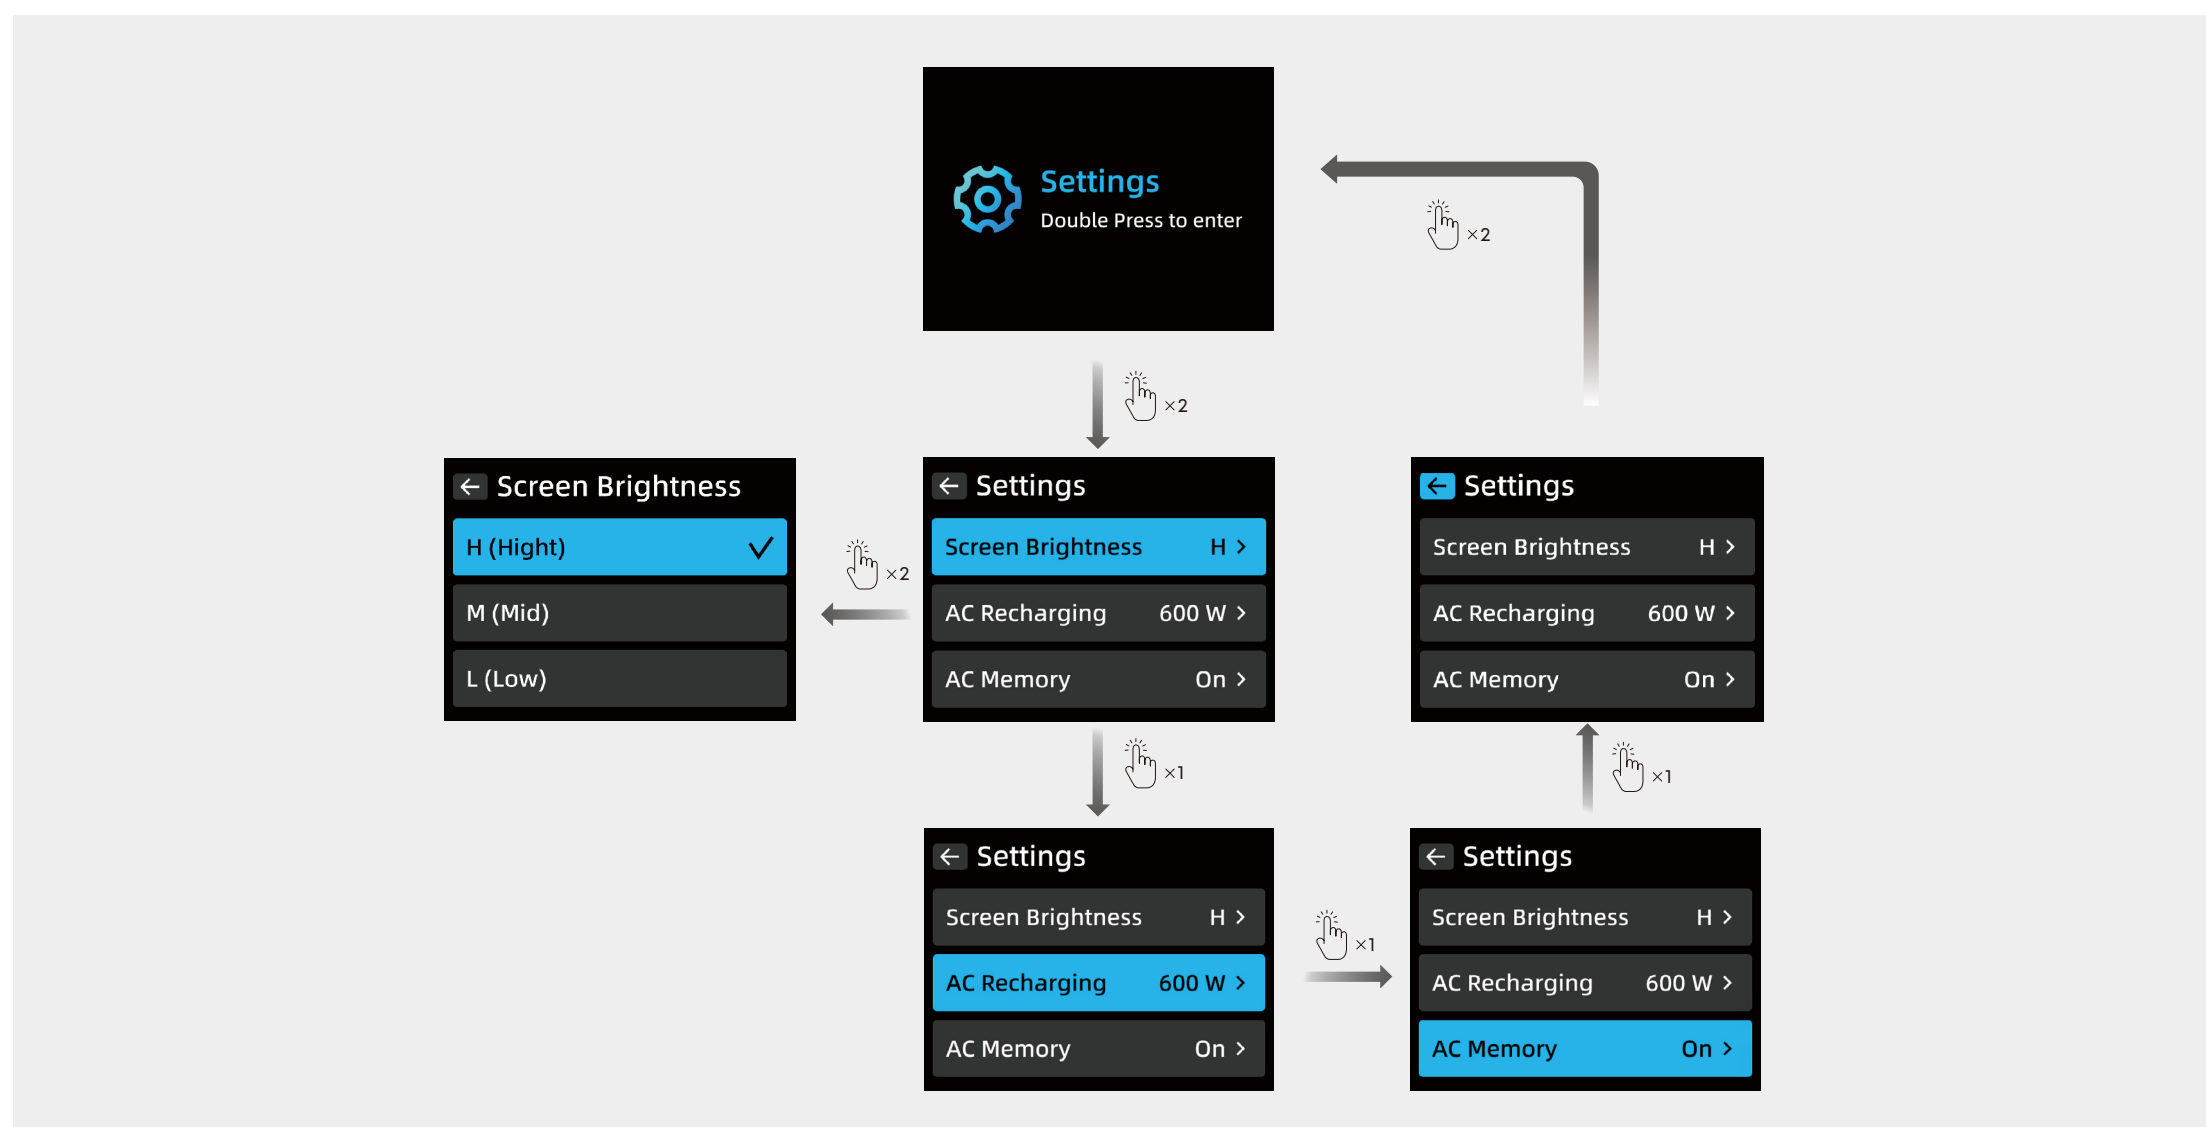 Settings
Double Press to enter
×2
×2
Screen Brightness
H (Hight)
M (Mid)
L (Low)
×2
Settings
Screen Brightness H >
AC Recharging 600 W >
AC Memory On >
Settings
Screen Brightness H >
AC Recharging 600 W >
AC Memory On >
×1
×1
Settings
Screen Brightness H >
AC Recharging 600 W >
AC Memory On >
×1
Settings
Screen Brightness H >
AC Recharging 600 W >
AC Memory On >